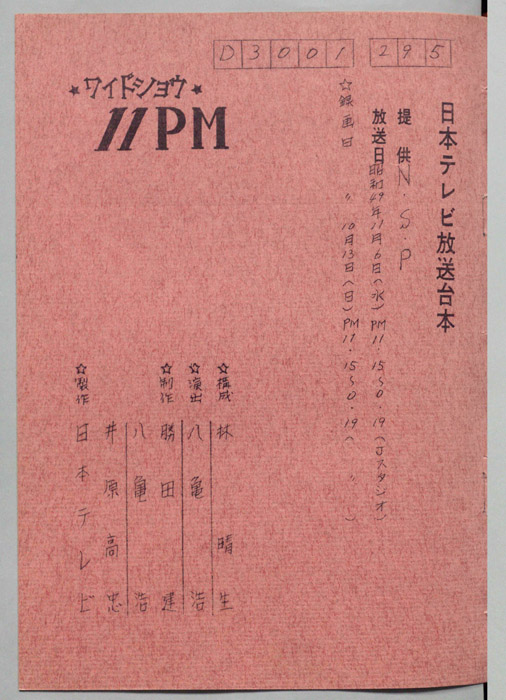 D3001 295
日本テレビ放送台本
提供 N・S・P
放送日 昭和49年11月6日(水)PM11・15〜0・19(Jスタジオ)
☆録画日 〃 10月13日(日)PM11・15〜0・19(〃)
★ワイドショウ★
11PM
☆構成 林晴生
☆演出 八亀浩
☆制作 勝田建
八亀浩
井原高忠
☆製作 日本テレビ